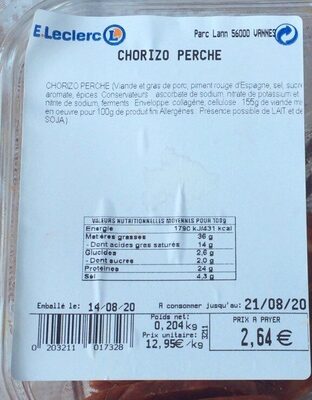 E.Leclerc L
Parc Lann 56000 VANNES
CHORIZO PERCHE
CHORIZO PERCHE (Viande et gras de porc, piment rouge d'Espagne, sel, sucre
aromate, épices. Conservateurs : ascorbate de sodium, nitrate de potassium et
nitrite de sodium, ferments. Enveloppe: collagène, cellulose. 155g de viande mis
en oeuvre pour 100g de produit fini Allergènes : Présence possible de LAIT et de
SOJA)
VALEURS NUTRITIONNELLES MOYENNES POUR 100g
Energie 1790 kJ/431 kcal
Matières grasses 36 g
- Dont acides gras saturés 14 g
Glucides 2,6 g
- Dont sucres 2,0 g
Protéines 24 g
Sel 4,3 g
Emballé le: 14/08/20 A consommer jusqu'au: 21/08/20
Poids net:
0,204 kg
Prix unitaire:
12,95€/kg
3211
PRIX A PAYER
2,64 €
0 203211 017328